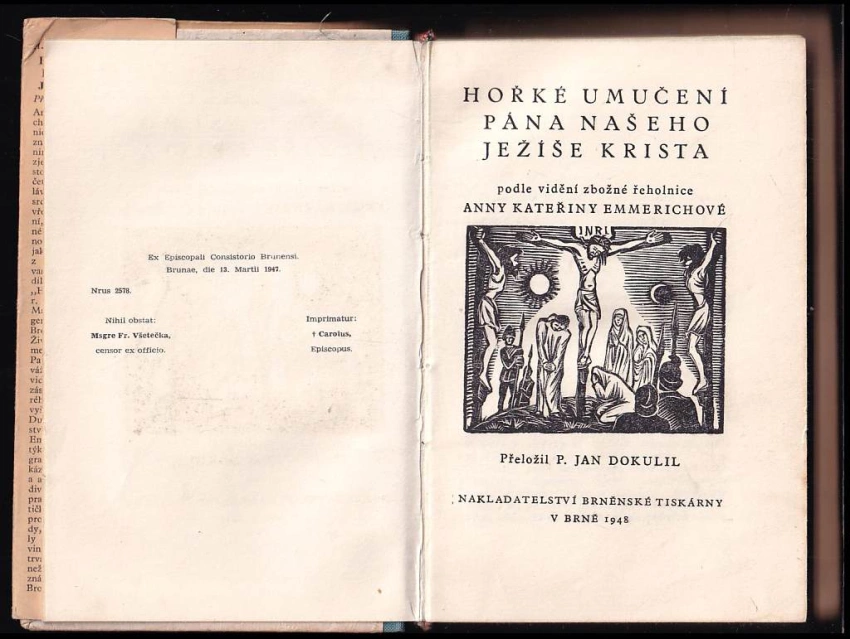 Ex Episcopali Consistorio Brunensi.
Brunae, die 13. Martii 1947.
Nrus 2578.
Nihil obstat:
Msgre Fr. Všetečka,
censor ex officio.
Imprimatur:
† Carolus,
Episcopus.
HOŘKÉ UMUČENÍ
PÁNA NAŠEHO
JEŽÍŠE KRISTA
podle vidění zbožné řeholnice
ANNY KATEŘINY EMMERICHOVÉ
INRI
Přeložil P. JAN DOKULIL
NAKLADATELSTVÍ BRNĚNSKÉ TISKÁRNY
V BRNĚ 1948